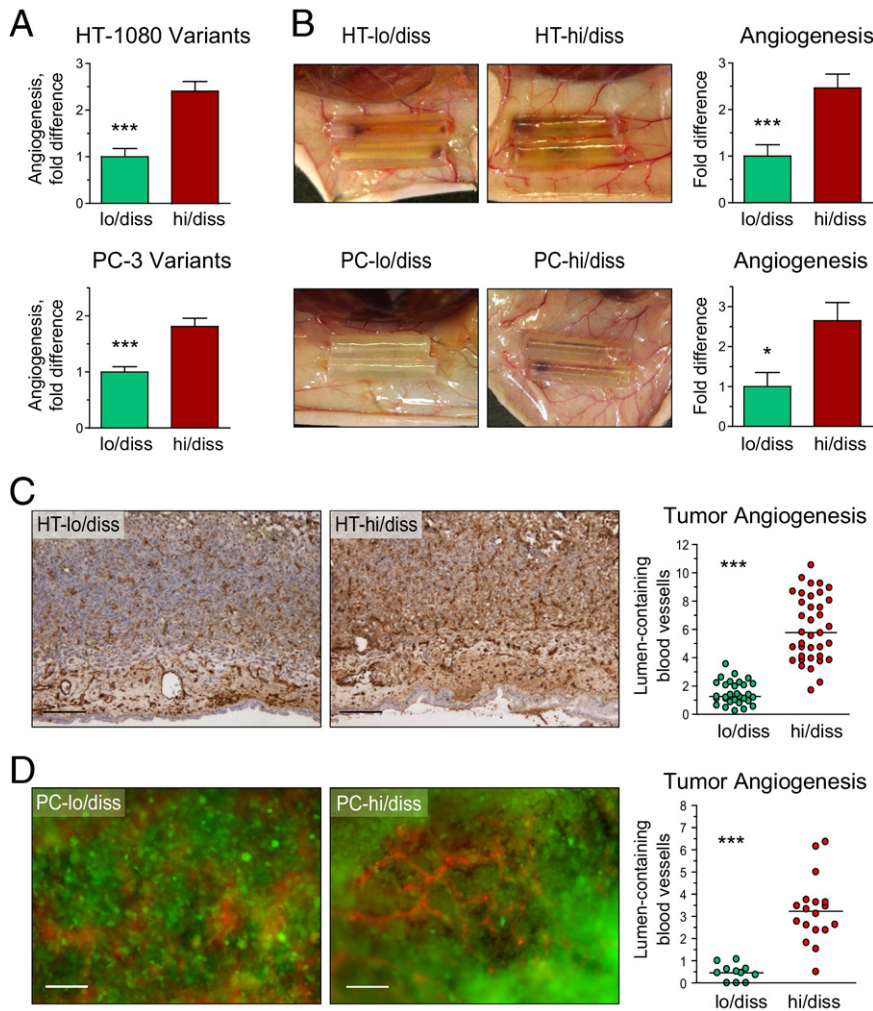 A
HT-1080 Variants
Angiogenesis,
fold difference
3
2
1
0
***
lo/diss
hi/diss
PC-3 Variants
Angiogenesis,
fold difference
2
1
0
***
lo/diss
hi/diss
B
HT-lo/diss
HT-hi/diss
Angiogenesis
Fold difference
3
2
1
0
***
lo/diss
hi/diss
PC-lo/diss
PC-hi/diss
Angiogenesis
Fold difference
3
2
1
0
*
lo/diss
hi/diss
C
HT-lo/diss
HT-hi/diss
Tumor Angiogenesis
Lumen-containing
blood vessells
12
10
8
6
4
2
0
***
lo/diss
hi/diss
D
PC-lo/diss
PC-hi/diss
Tumor Angiogenesis
Lumen-containing
blood vessells
8
7
6
5
4
3
2
1
0
***
lo/diss
hi/diss